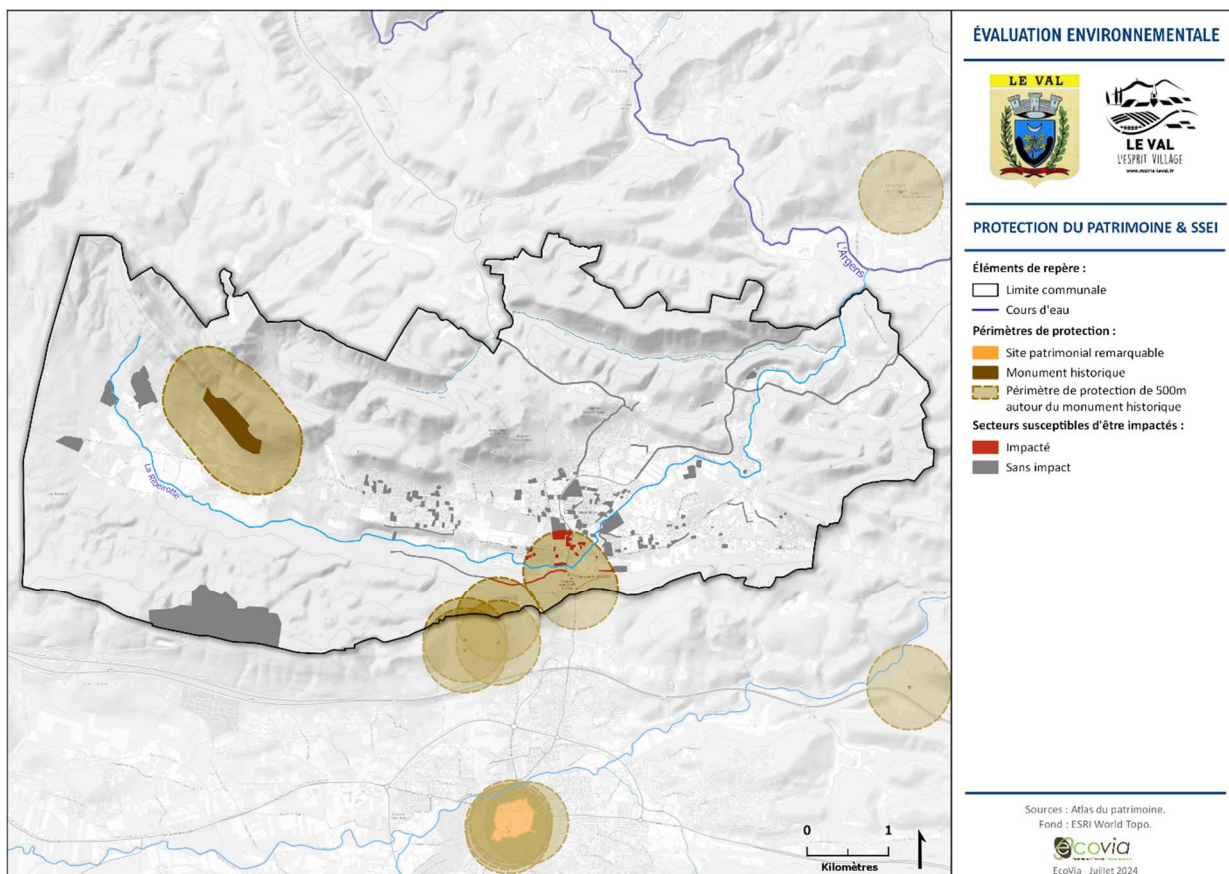 L'Argens
La Ribeirotte
0 1
Kilomètres
ÉVALUATION ENVIRONNEMENTALE
LE VAL
LE VAL
L'ESPRIT VILLAGE
www.mairie-laval.fr
PROTECTION DU PATRIMOINE & SSEI
Éléments de repère :
Limite communale
Cours d'eau
Périmètres de protection :
Site patrimonial remarquable
Monument historique
Périmètre de protection de 500m
autour du monument historique
Secteurs susceptibles d'être impactés :
Impacté
Sans impact
Sources : Atlas du patrimoine.
Fond : ESRI World Topo.
ecovia
EcoVia - Juillet 2024